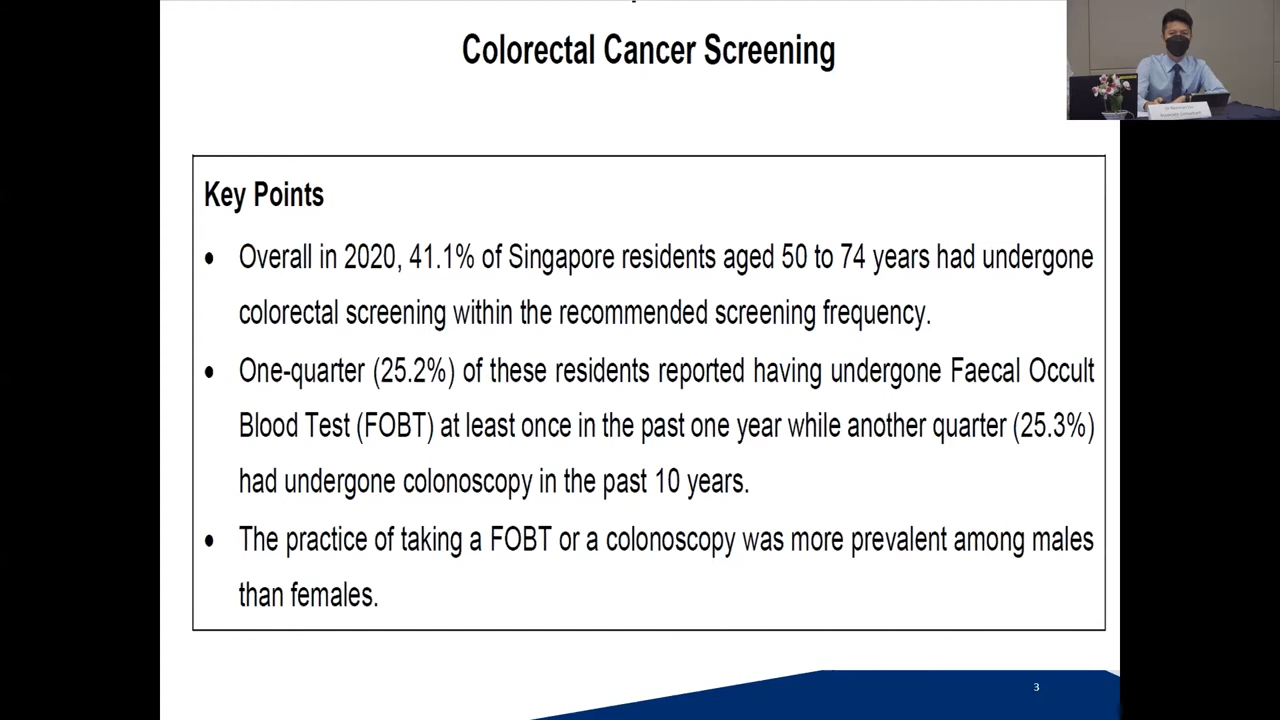 Colorectal Cancer Screening
Key Points
• Overall in 2020, 41.1% of Singapore residents aged 50 to 74 years had undergone
colorectal screening within the recommended screening frequency.
• One-quarter (25.2%) of these residents reported having undergone Faecal Occult
Blood Test (FOBT) at least once in the past one year while another quarter (25.3%)
had undergone colonoscopy in the past 10 years.
• The practice of taking a FOBT or a colonoscopy was more prevalent among males
than females.
3